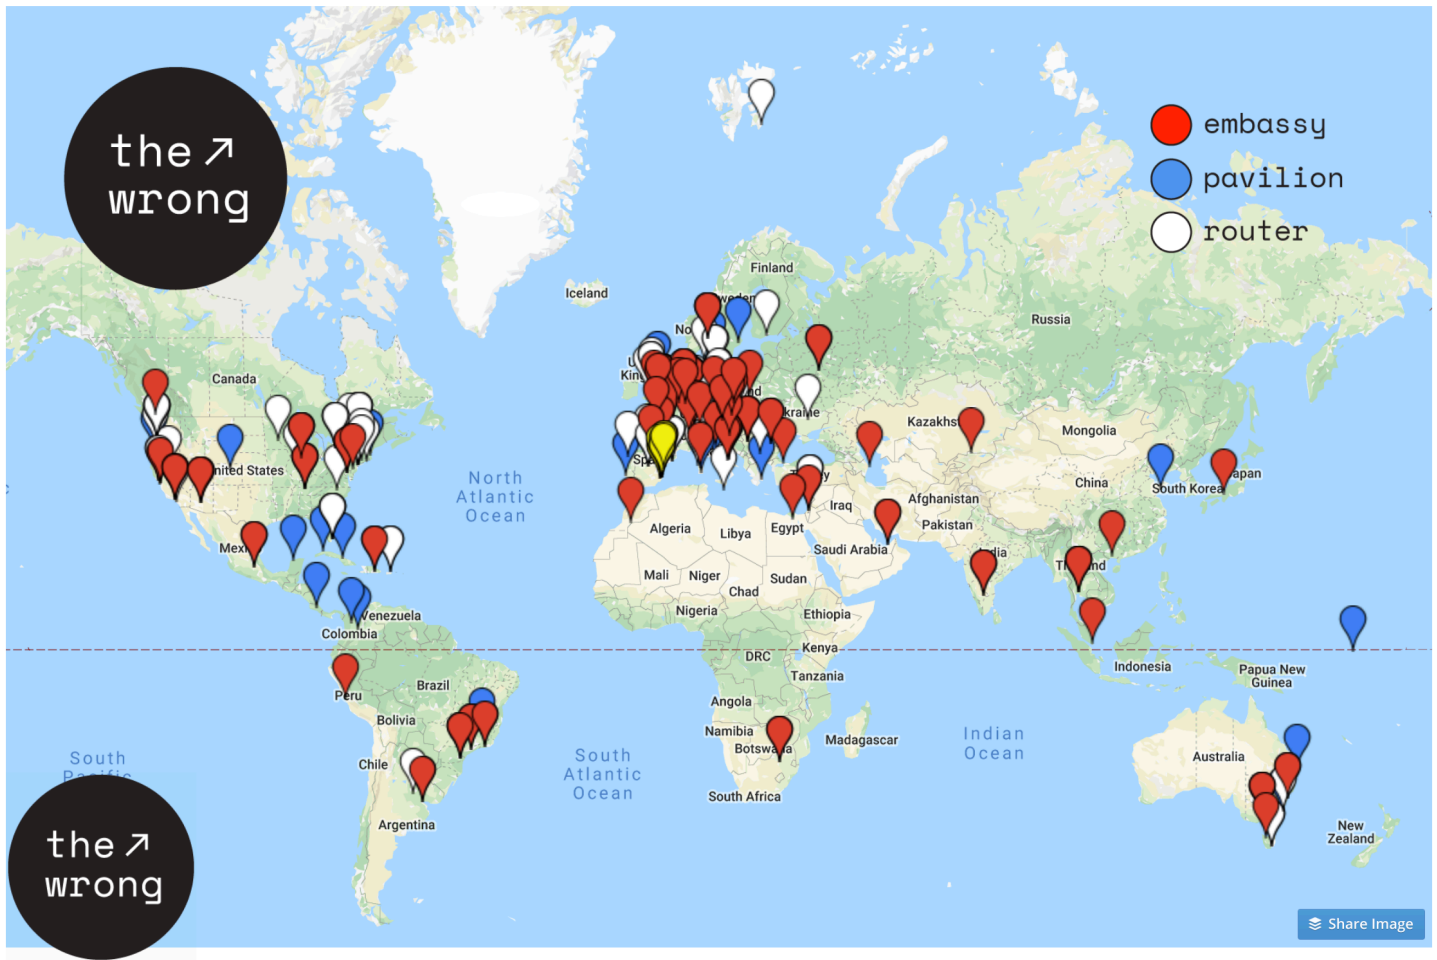 the ↗
wrong
embassy
pavilion
router
Finland
Iceland
Russia
Canada
Mongolia
United States
North
Atlantic
Ocean
China
South Korea
Japan
Iraq
Afghanistan
Pakistan
Algeria
Libya
Egypt
Saudi Arabia
Mali
Niger
Chad
Sudan
Nigeria
Ethiopia
Venezuela
Colombia
DRC
Kenya
Tanzania
Indonesia
Papua New
Guinea
Peru
Brazil
Bolivia
Angola
Namibia
Botswana
Madagascar
Indian
Ocean
Australia
South
Pacific
South
Atlantic
Ocean
Chile
South Africa
Argentina
New
Zealand
the ↗
wrong
Share Image